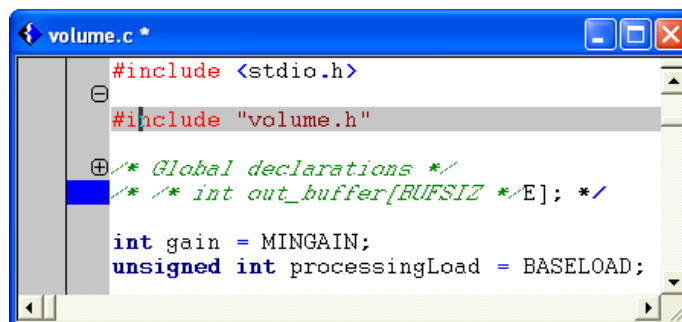 volume.c *
#include <stdio.h>
#include "volume.h"
/* Global declarations */
/* /* int out_buffer[BUFSIZ */E]; */
int gain = MINGAIN;
unsigned int processingLoad = BASELOAD;